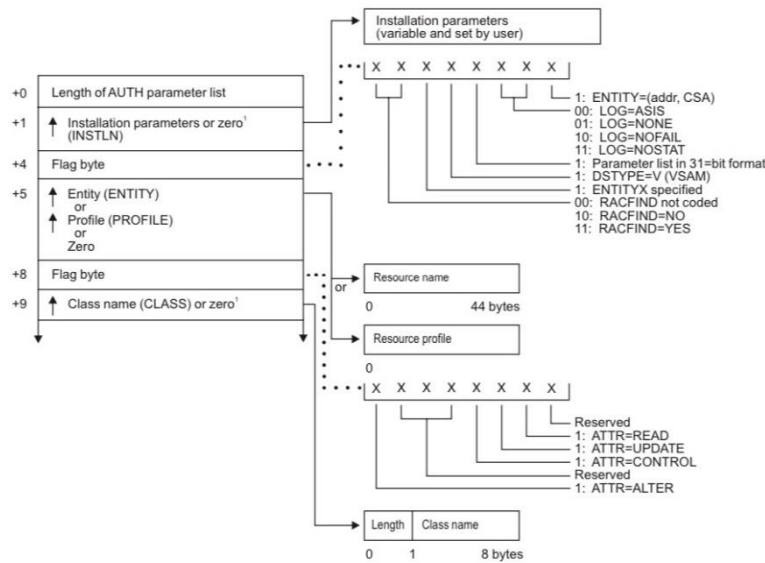 Installation parameters
(variable and set by user)
X X X X X X X X
+0 Length of AUTH parameter list
1: ENTITY=(addr, CSA)
00: LOG=ASIS
+1 ↑ Installation parameters or zero1
(INSTLN)
01: LOG=NONE
10: LOG=NOFAIL
11: LOG=NOSTAT
+4 Flag byte
1: Parameter list in 31=bit format
1: DSTYPE=V (VSAM)
+5 ↑ Entity (ENTITY)
or
↑ Profile (PROFILE)
or
Zero
1: ENTITYX specified
00: RACFIND not coded
10: RACFIND=NO
11: RACFIND=YES
+8 Flag byte
or
Resource name
+9 ↑ Class name (CLASS) or zero1
0 44 bytes
Resource profile
0
X X X X X X X X
Reserved
1: ATTR=READ
1: ATTR=UPDATE
1: ATTR=CONTROL
Reserved
1: ATTR=ALTER
Length Class name
0 1 8 bytes